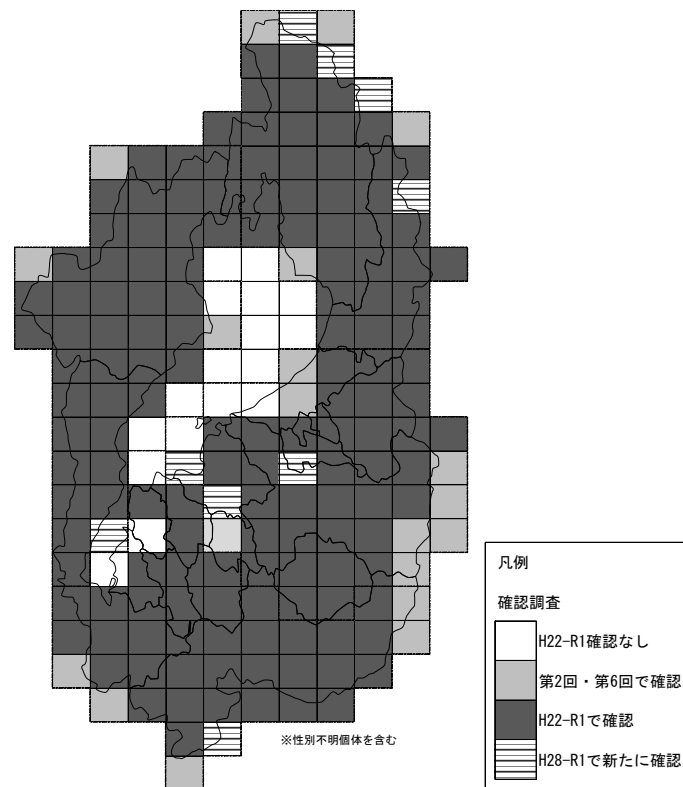 ※性別不明個体を含む
凡例
確認調査
H22-R1確認なし
第2回・第6回で確認
H22-R1で確認
H28-R1で新たに確認